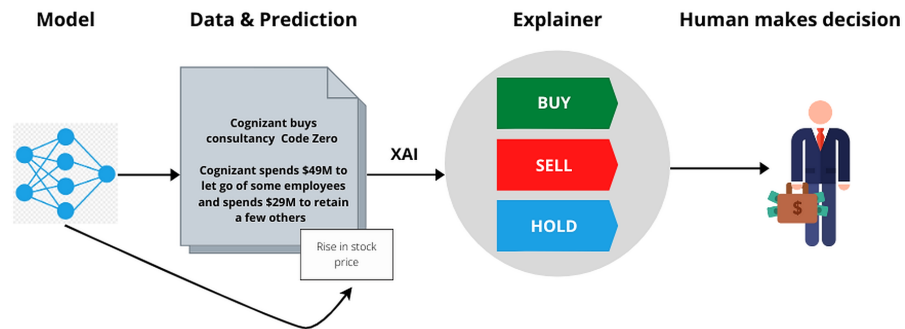 Model
Data & Prediction
Explainer
Human makes decision
Cognizant buys
consultancy Code Zero
Cognizant spends $49M to
let go of some employees
and spends $29M to retain
a few others
Rise in stock
price
XAI
BUY
SELL
HOLD
$